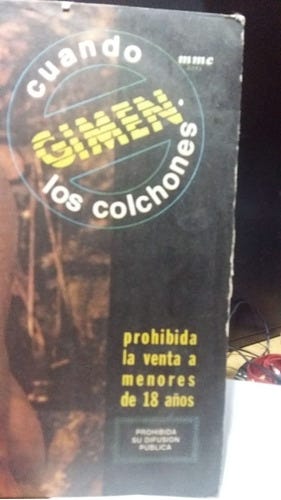 cuando
mmc
GIMEN
los colchones
prohibida
la venta a
menores
de 18 años
PROHIBIDA
SU DIFUSION
PUBLICA